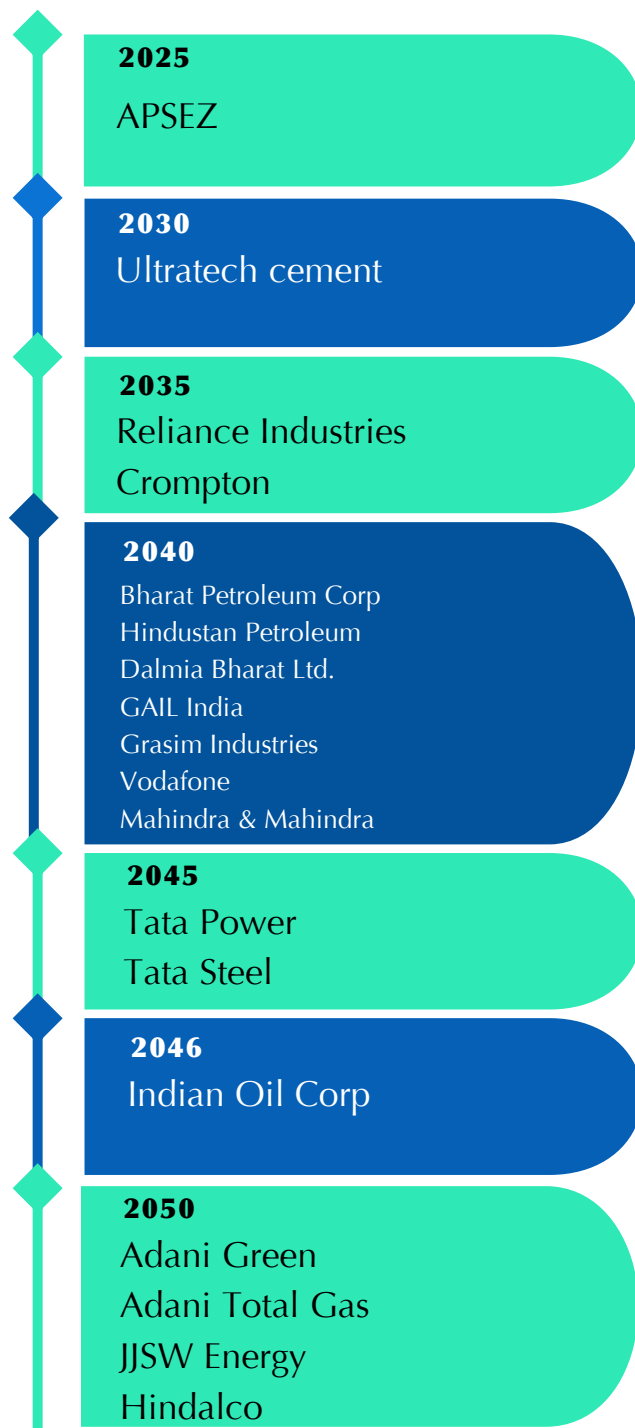 2025
APSEZ
2030
Ultratech cement
2035
Reliance Industries
Crompton
2040
Bharat Petroleum Corp
Hindustan Petroleum
Dalmia Bharat Ltd.
GAIL India
Grasim Industries
Vodafone
Mahindra & Mahindra
2045
Tata Power
Tata Steel
2046
Indian Oil Corp
2050
Adani Green
Adani Total Gas
JJSW Energy
Hindalco